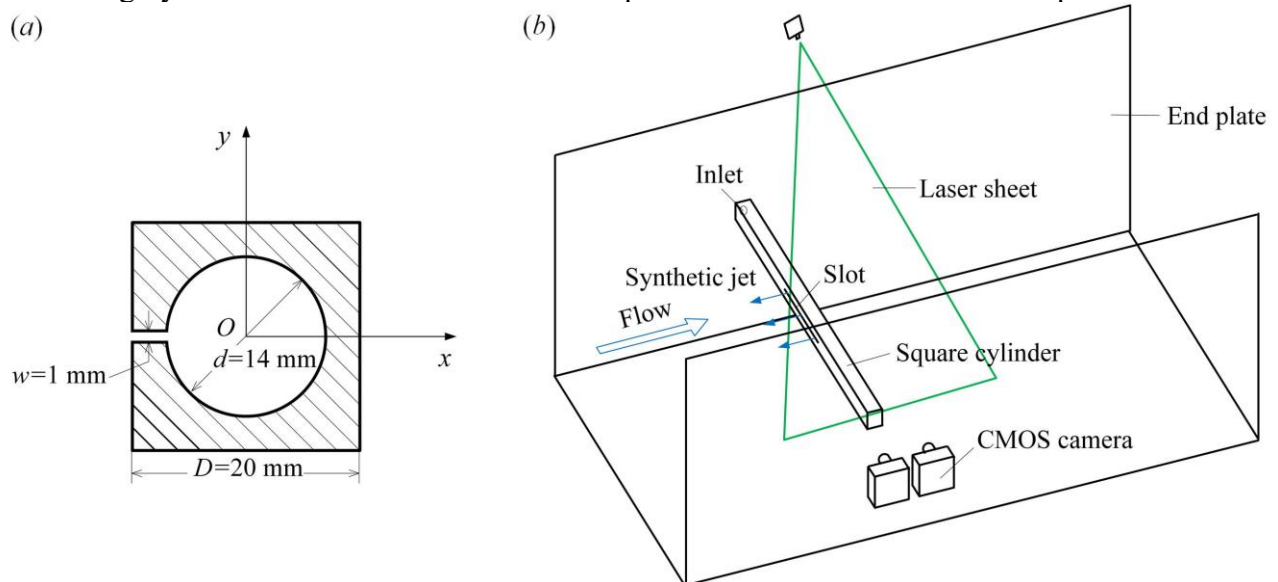 (a)
y
O
x
d=14 mm
w=1 mm
D=20 mm
(b)
End plate
Laser sheet
Inlet
Synthetic jet
Slot
Flow
Square cylinder
CMOS camera